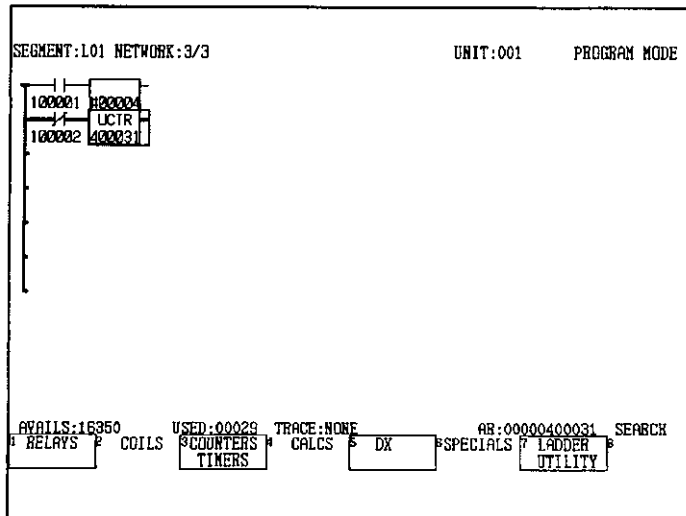 SEGMENT:L01 NETWORK:3/3 UNIT:001 PROGRAM MODE
100001 #00004
UCTR
100002 400031
AVAILS:16350 USED:00029 TRACE:NONE AR:00000400031 SEARCH
1 RELAYS 2 COILS 3 COUNTERS 4 CALCS 5 DX 6 SPECIALS 7 LADDER 8
TIMERS UTILITY